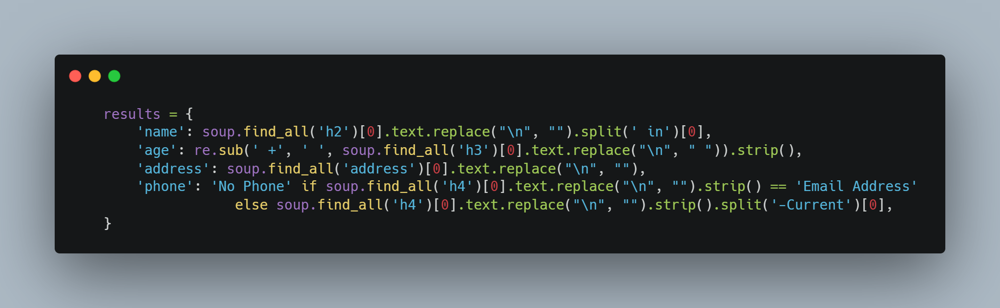 results = {
    'name': soup.find_all('h2')[0].text.replace("\n", "").split(' in')[0],
    'age': re.sub(' +', ' ', soup.find_all('h3')[0].text.replace("\n", " ")).strip(),
    'address': soup.find_all('address')[0].text.replace("\n", ""),
    'phone': 'No Phone' if soup.find_all('h4')[0].text.replace("\n", "").strip() == 'Email Address'
                else soup.find_all('h4')[0].text.replace("\n", "").strip().split('-Current')[0],
}